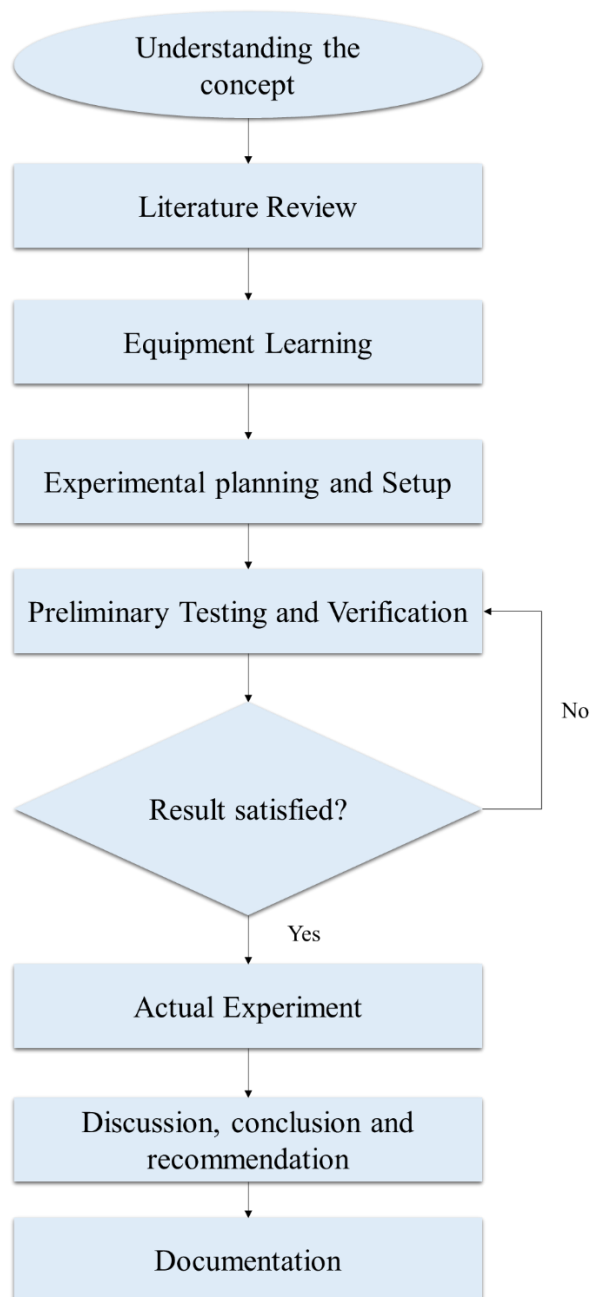 Understanding the
concept
Literature Review
Equipment Learning
Experimental planning and Setup
Preliminary Testing and Verification
No
Result satisfied?
Yes
Actual Experiment
Discussion, conclusion and
recommendation
Documentation